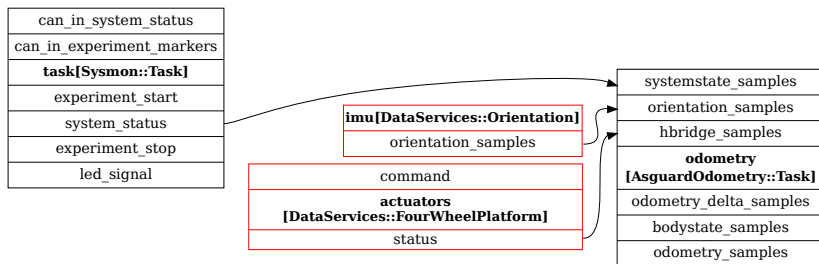 can_in_system_status
can_in_experiment_markers
task[Sysmon::Task]
experiment_start
system_status
experiment_stop
led_signal
imu[DataServices::Orientation]
orientation_samples
command
actuators
[DataServices::FourWheelPlatform]
status
systemstate_samples
orientation_samples
hbridge_samples
odometry
[AsguardOdometry::Task]
odometry_delta_samples
bodystate_samples
odometry_samples